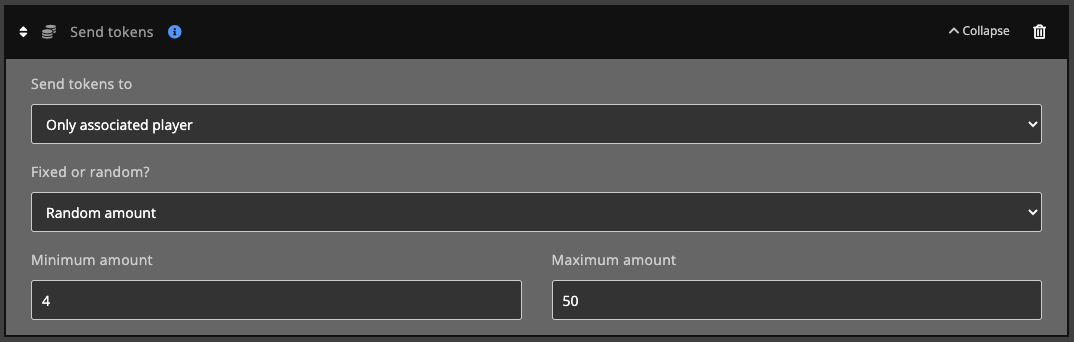 Send tokens
Collapse
Send tokens to
Only associated player
Fixed or random?
Random amount
Minimum amount
Maximum amount
4
50